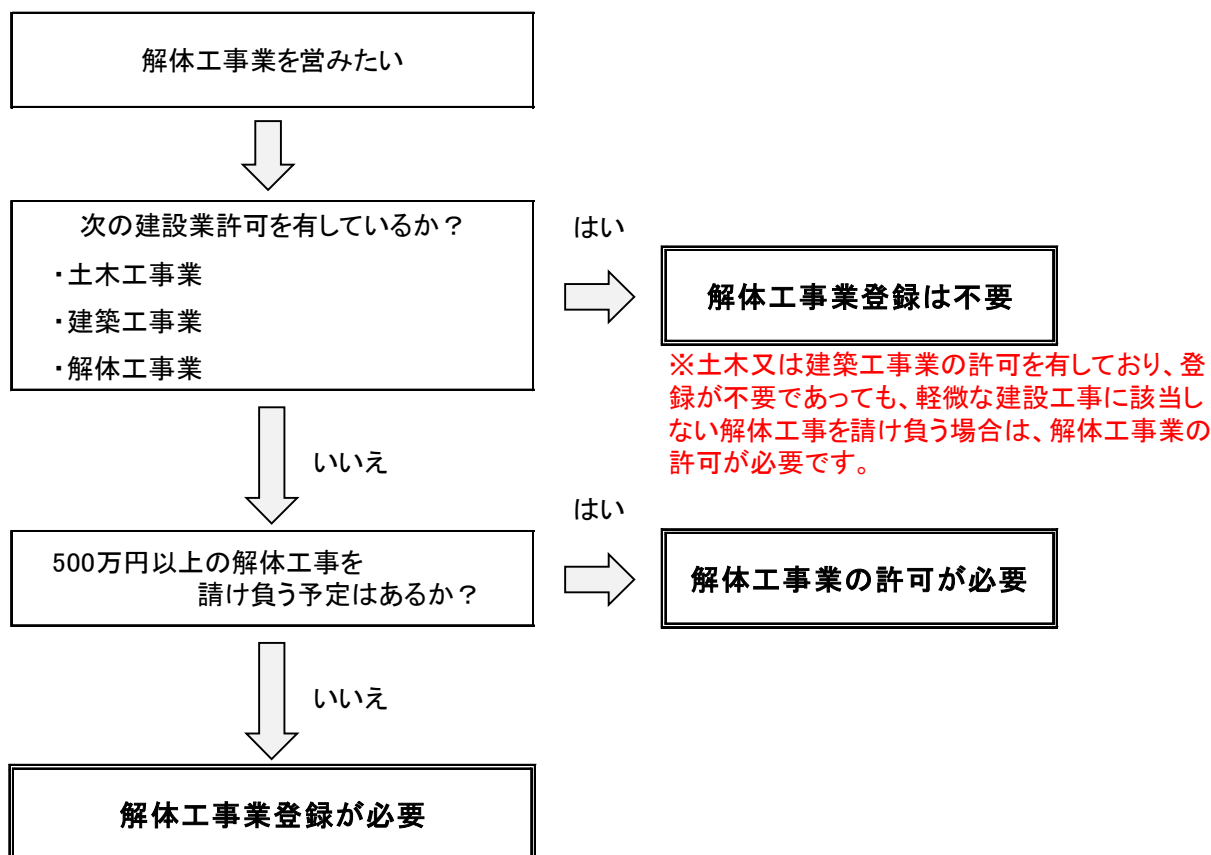 解体工事業を営みたい
次の建設業許可を有しているか？
・土木工事業
・建築工事業
・解体工事業
はい
解体工事業登録は不要
※土木又は建築工事業の許可を有しており、登
録が不要であっても、軽微な建設工事に該当し
ない解体工事を請け負う場合は、解体工事業の
許可が必要です。
いいえ
500万円以上の解体工事を
請け負う予定はあるか？
はい
解体工事業の許可が必要
いいえ
解体工事業登録が必要